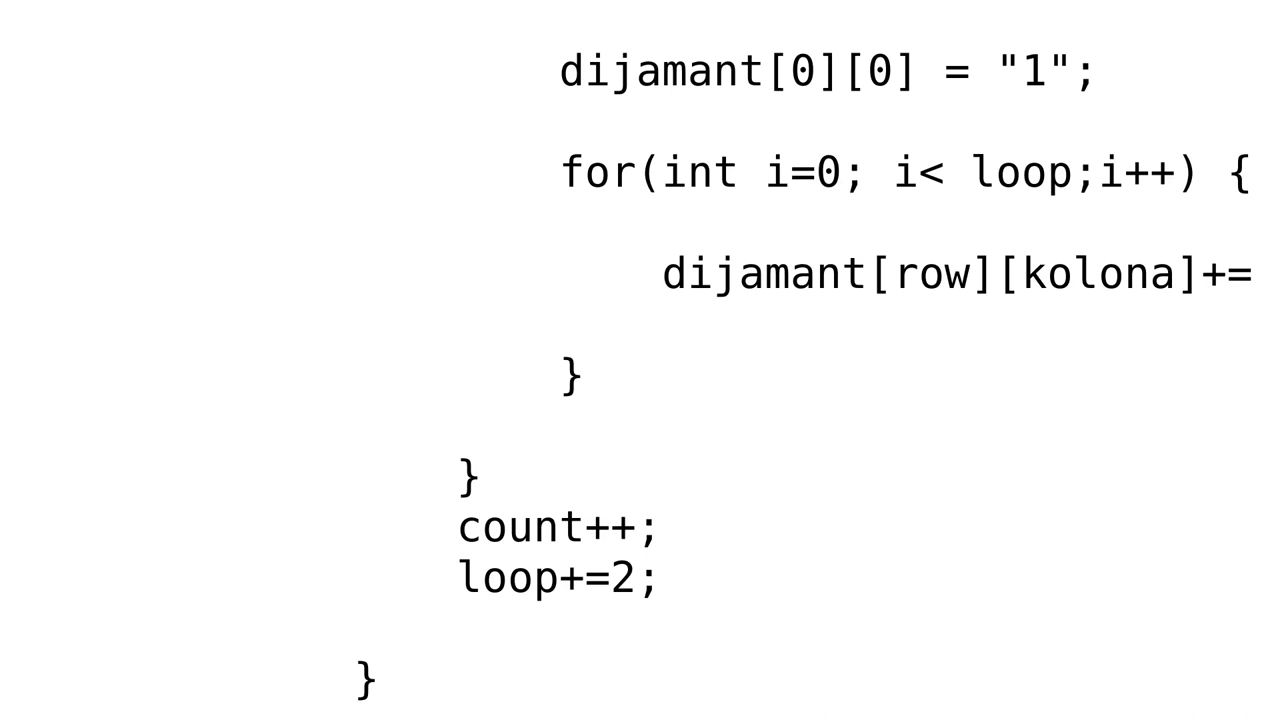 dijamant[0][0] = "1";
for(int i=0; i< loop;i++) {
dijamant[row][kolona]+=
}
}
count++;
loop+=2;
}